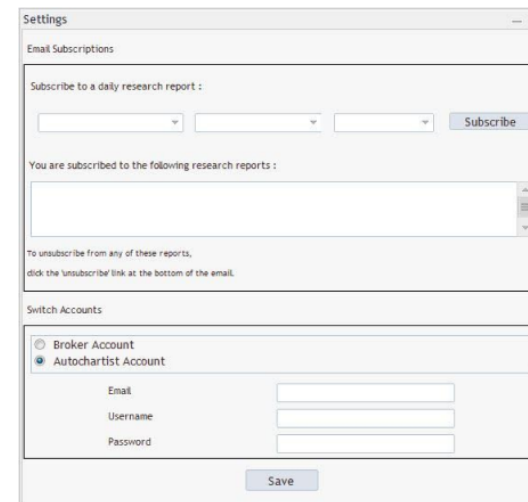 Settings
Email Subscriptions
Subscribe to a daily research report :
Subscribe
You are subscribed to the following research reports :
To unsubscribe from any of these reports,
click the 'unsubscribe' link at the bottom of the email.
Switch Accounts
Broker Account
Autochartist Account
Email
Username
Password
Save